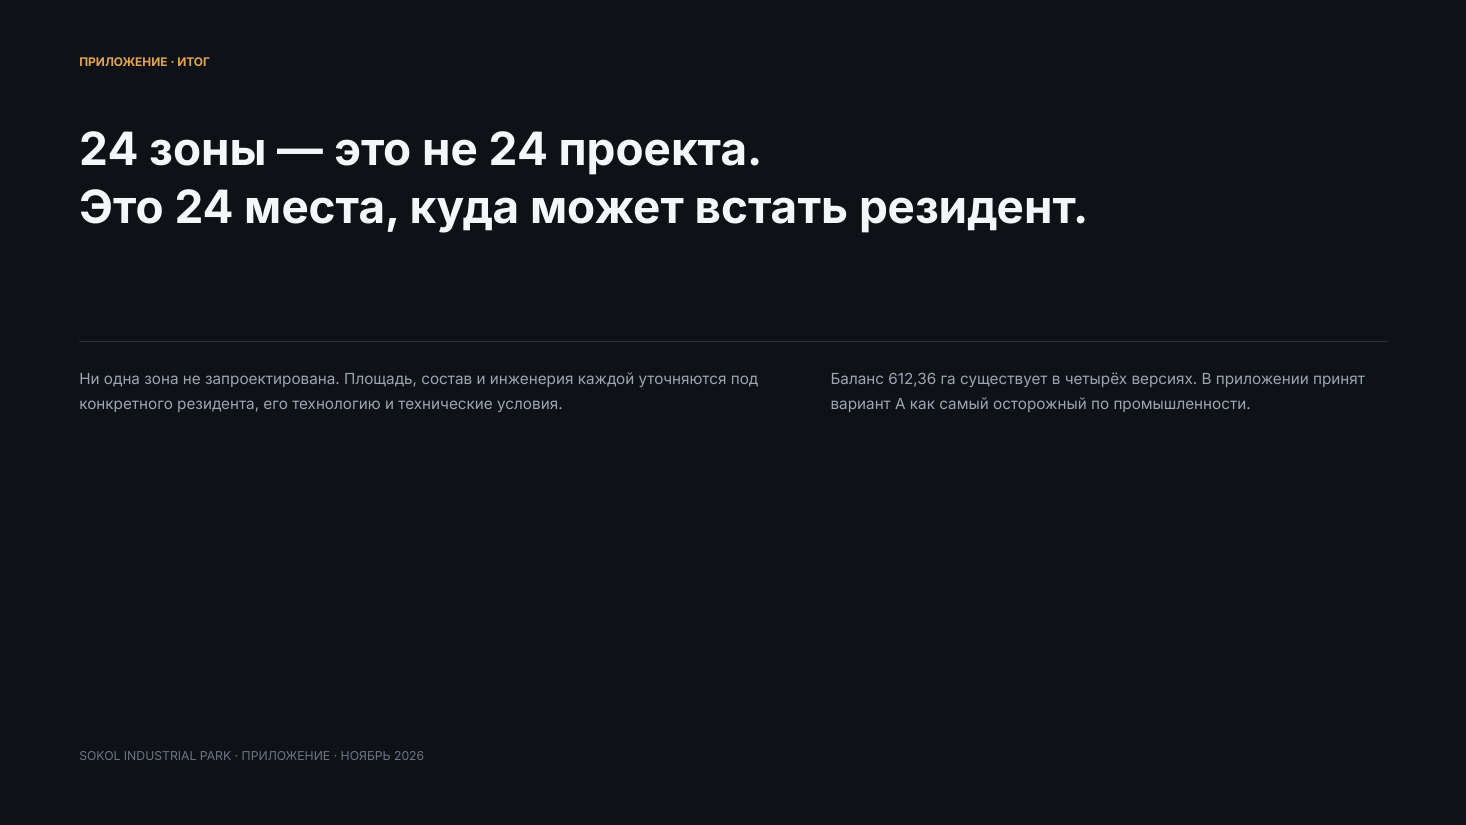 ПРИЛОЖЕНИЕ · ИТОГ
24 зоны — это не 24 проекта.
Это 24 места, куда может встать резидент.
Ни одна зона не запроектирована. Площадь, состав и инженерия каждой уточняются под
конкретного резидента, его технологию и технические условия.
Баланс 612,36 га существует в четырёх версиях. В приложении принят
вариант А как самый осторожный по промышленности.
SOKOL INDUSTRIAL PARK · ПРИЛОЖЕНИЕ · НОЯБРЬ 2026